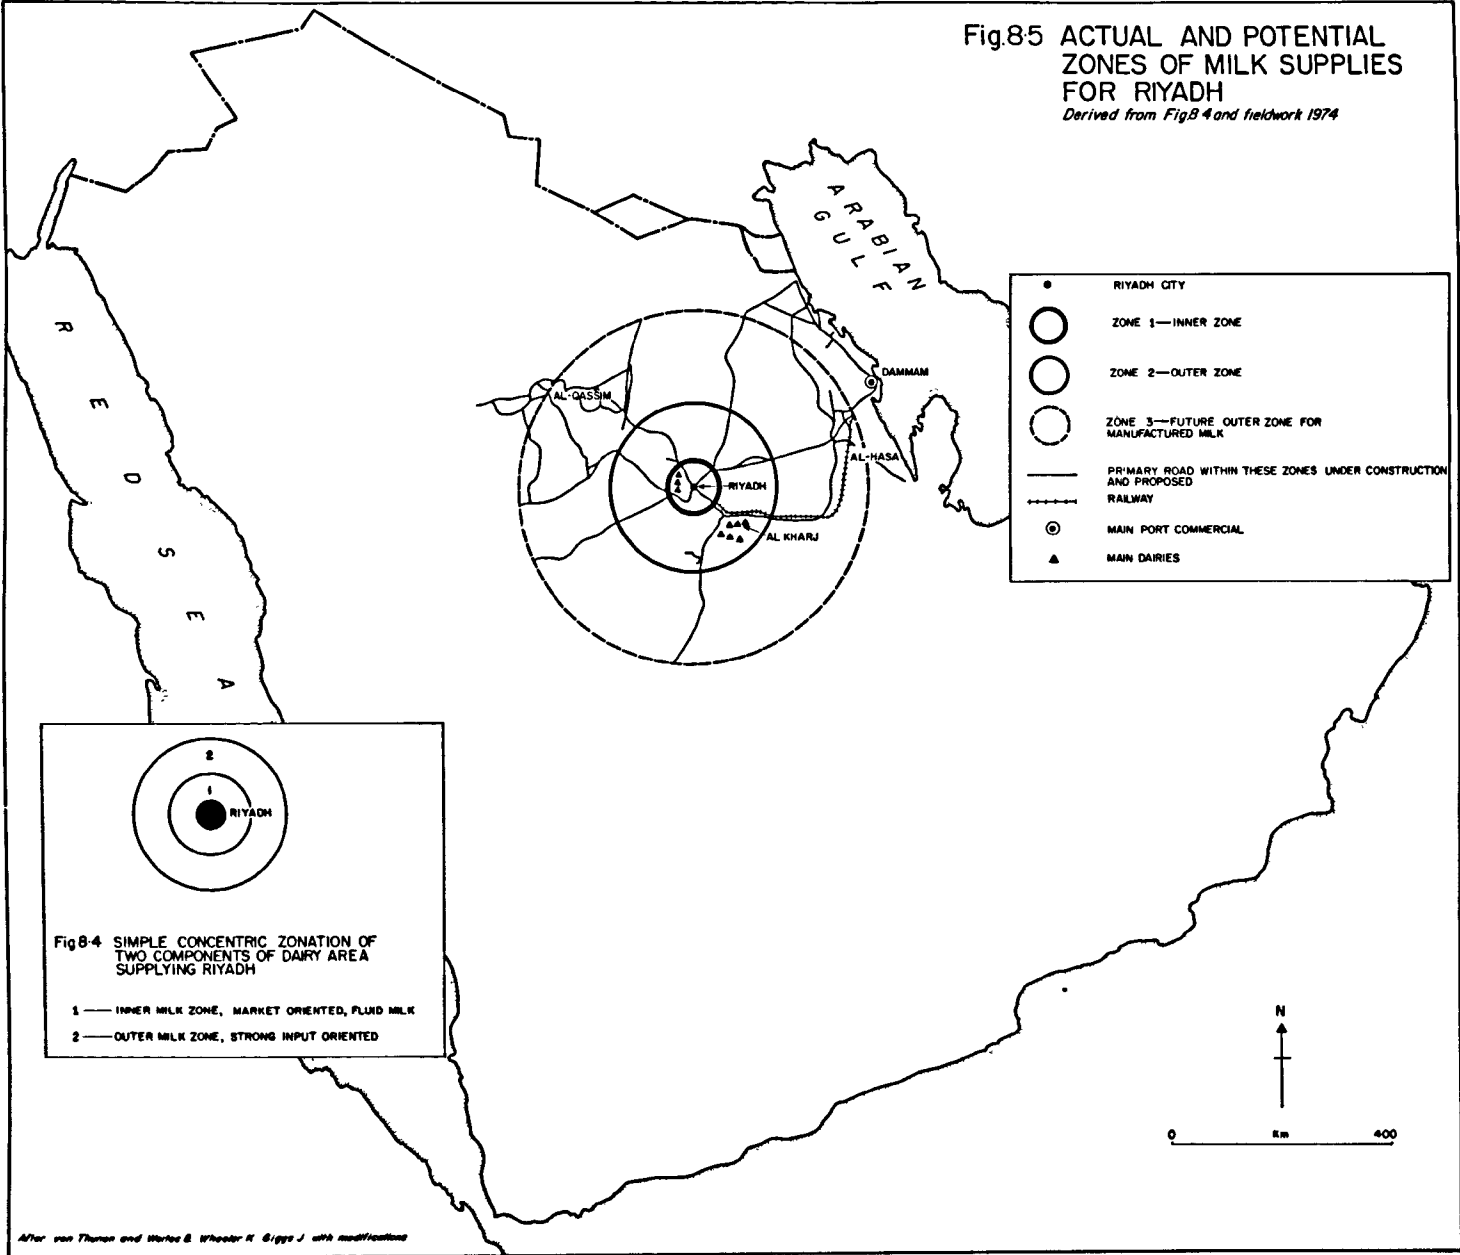 Fig.8·5 ACTUAL AND POTENTIAL
ZONES OF MILK SUPPLIES
FOR RIYADH
Derived from Fig 8 4 and fieldwork 1974
ARABIAN
GULF
RED SEA
RIYADH CITY
ZONE 1—INNER ZONE
ZONE 2—OUTER ZONE
ZONE 3—FUTURE OUTER ZONE FOR
MANUFACTURED MILK
PRIMARY ROAD WITHIN THESE ZONES UNDER CONSTRUCTION
AND PROPOSED
RAILWAY
MAIN PORT COMMERCIAL
MAIN DAIRIES
DAMMAM
AL-QASSIM
AL-HASA
RIYADH
AL KHARJ
2
1
RIYADH
Fig 8·4 SIMPLE CONCENTRIC ZONATION OF
TWO COMPONENTS OF DAIRY AREA
SUPPLYING RIYADH
1 — INNER MILK ZONE, MARKET ORIENTED, FLUID MILK
2 — OUTER MILK ZONE, STRONG INPUT ORIENTED
N
0 Km 400
After von Thunen and B Wheeler K Biggs J with modifications